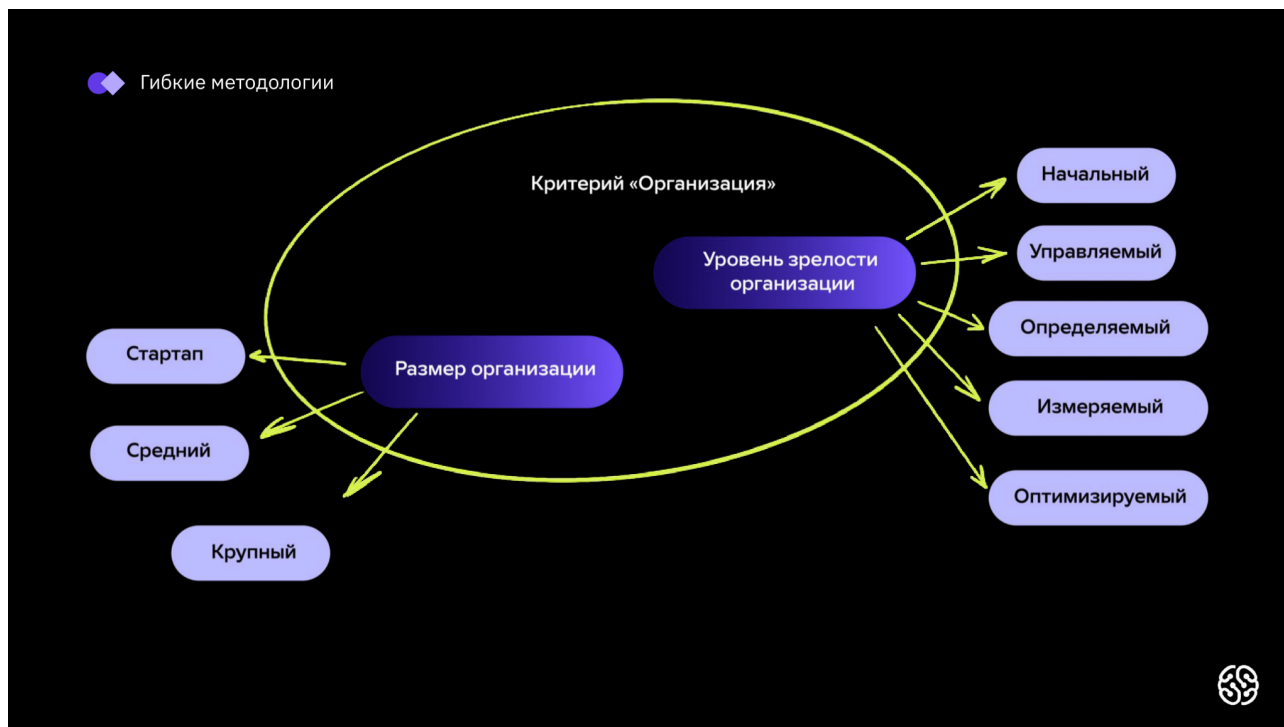 Гибкие методологии
Критерий «Организация»
Уровень зрелости
организации
Начальный
Управляемый
Определяемый
Измеряемый
Оптимизируемый
Размер организации
Стартап
Средний
Крупный